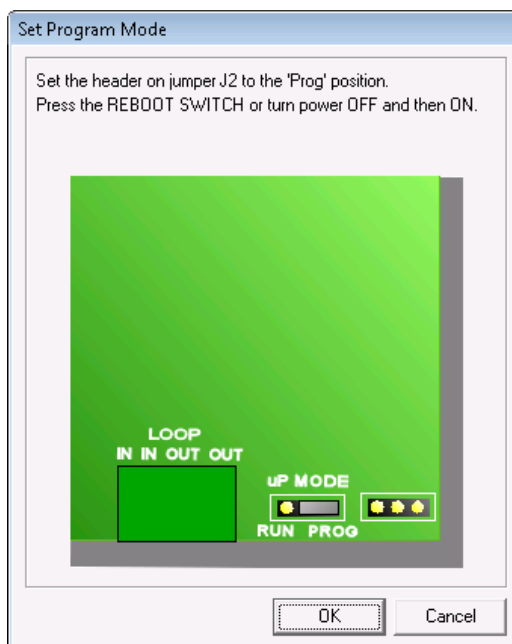 Set Program Mode
Set the header on jumper J2 to the 'Prog' position.
Press the REBOOT SWITCH or turn power OFF and then ON.
LOOP
IN IN OUT OUT
uP MODE
RUN PROG
OK Cancel